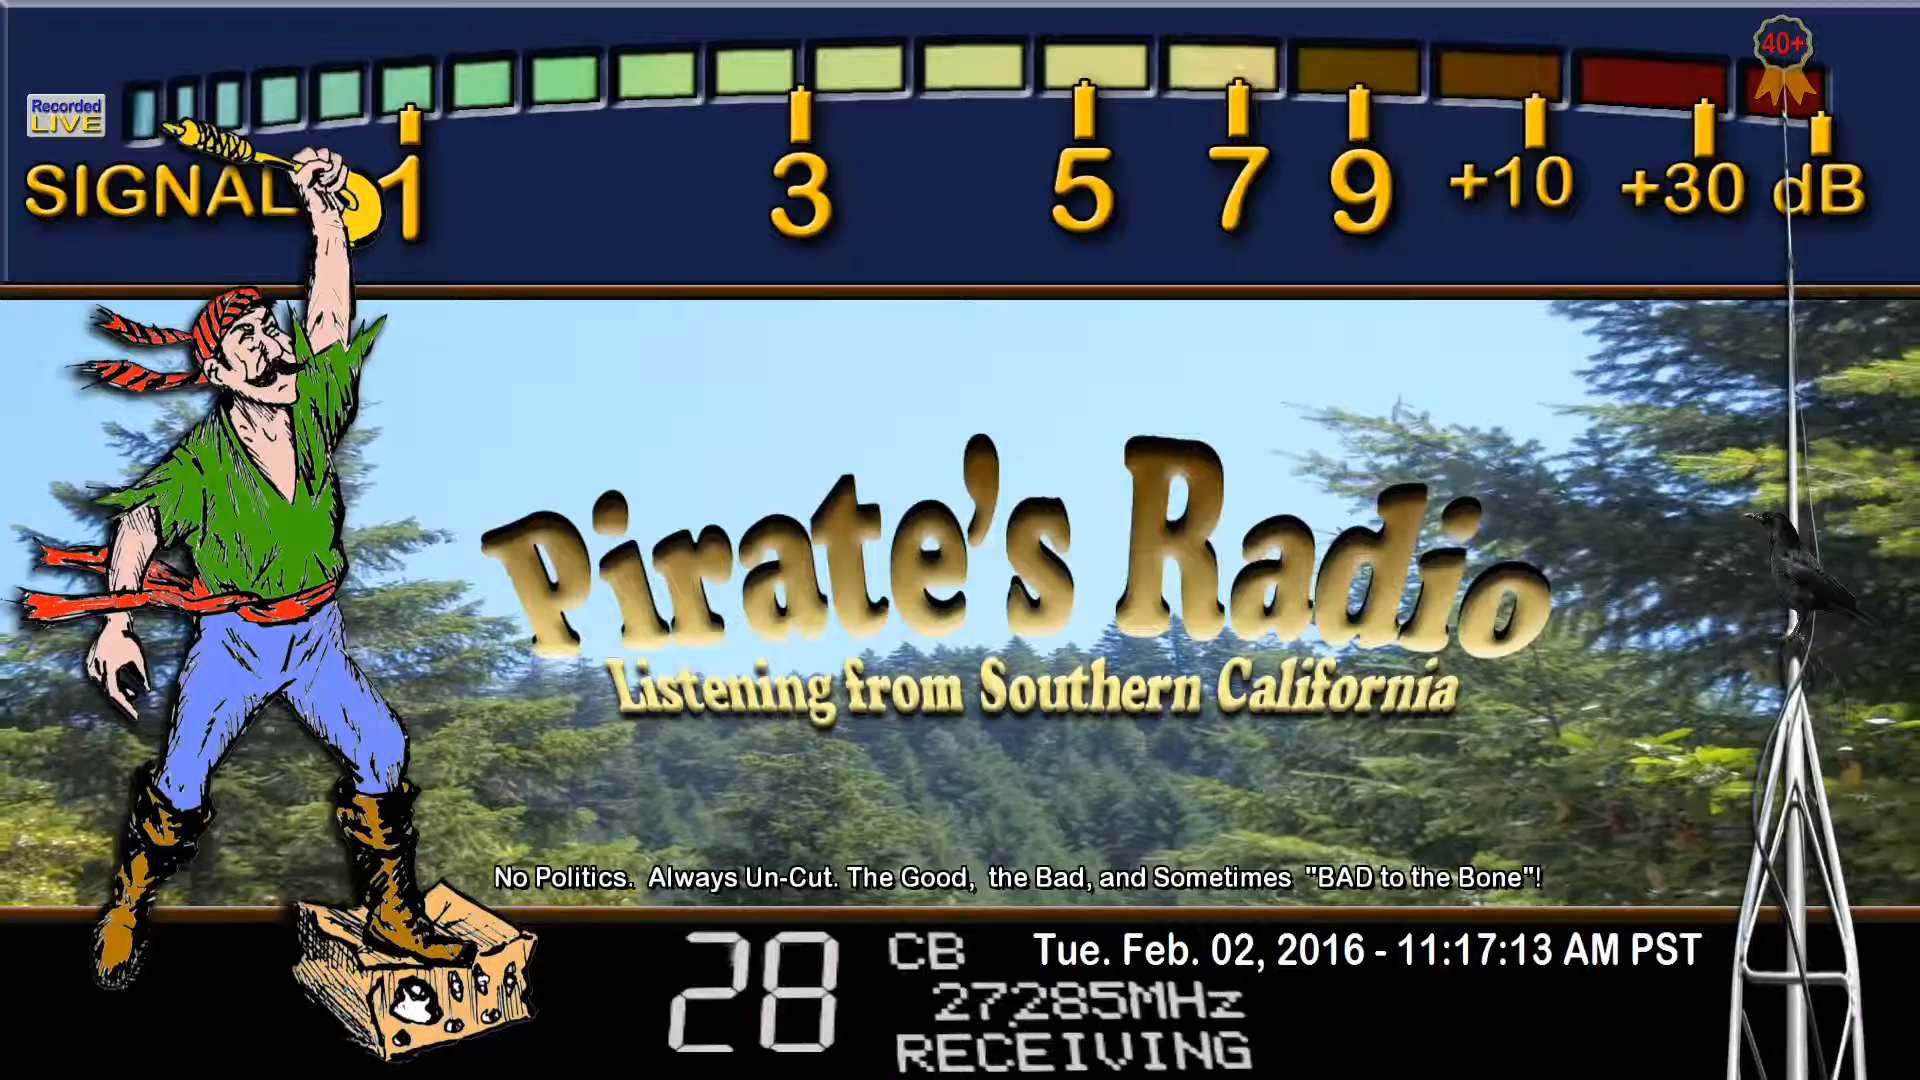 40+
Recorded
LIVE
SIGNAL 1 3 5 7 9 +10 +30 dB
Pirate's Radio
Listening from Southern California
No Politics. Always Un-Cut. The Good, the Bad, and Sometimes "BAD to the Bone"!
28 CB Tue. Feb. 02, 2016 - 11:17:13 AM PST
27.285MHz
RECEIVING